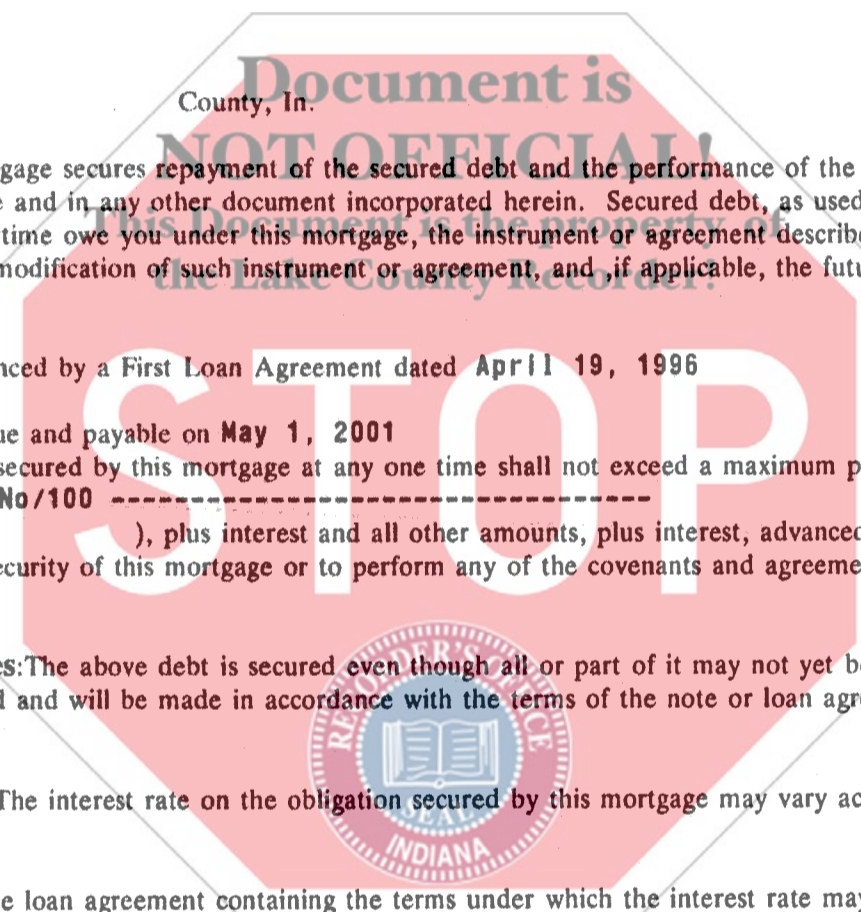 Document is
County, In.
NOT OFFICIAL!
gage secures repayment of the secured debt and the performance of the
e and in any other document incorporated herein. Secured debt, as used
This Document is the property of
time owe you under this mortgage, the instrument or agreement describe
modification of such instrument or agreement, and ,if applicable, the futu
the Lake County Recorder!
nced by a First Loan Agreement dated April 19, 1996
STOP
ue and payable on May 1, 2001
secured by this mortgage at any one time shall not exceed a maximum p
No/100 ----------------------------------
), plus interest and all other amounts, plus interest, advanced
ecurity of this mortgage or to perform any of the covenants and agreeme
es:The above debt is secured even though all or part of it may not yet b
d and will be made in accordance with the terms of the note or loan agr
RECORDER'S OFFICE
The interest rate on the obligation secured by this mortgage may vary ac
SEAL
INDIANA
e loan agreement containing the terms under which the interest rate may